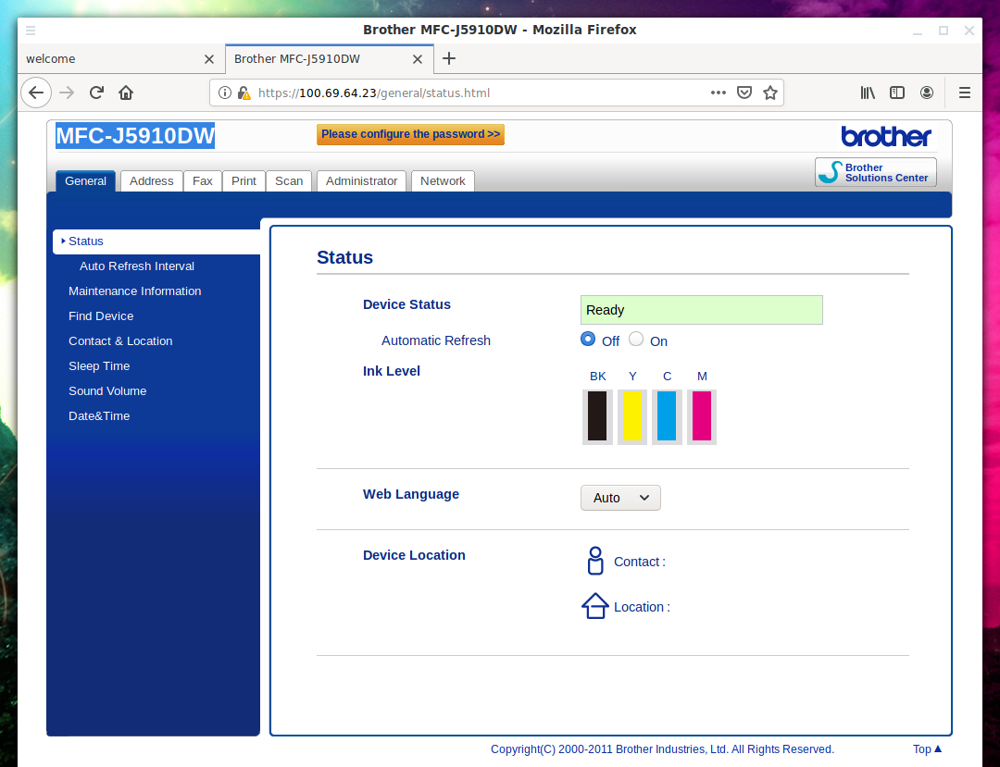 Brother MFC-J5910DW - Mozilla Firefox
welcome
Brother MFC-J5910DW
https://100.69.64.23/general/status.html
MFC-J5910DW
Please configure the password >>
brother
Brother
Solutions Center
General Address Fax Print Scan Administrator Network
Status
Auto Refresh Interval
Maintenance Information
Find Device
Contact & Location
Sleep Time
Sound Volume
Date&Time
Status
Device Status
Ready
Automatic Refresh
Off On
Ink Level
BK Y C M
Web Language
Auto
Device Location
Contact :
Location :
Copyright(C) 2000-2011 Brother Industries, Ltd. All Rights Reserved.
Top